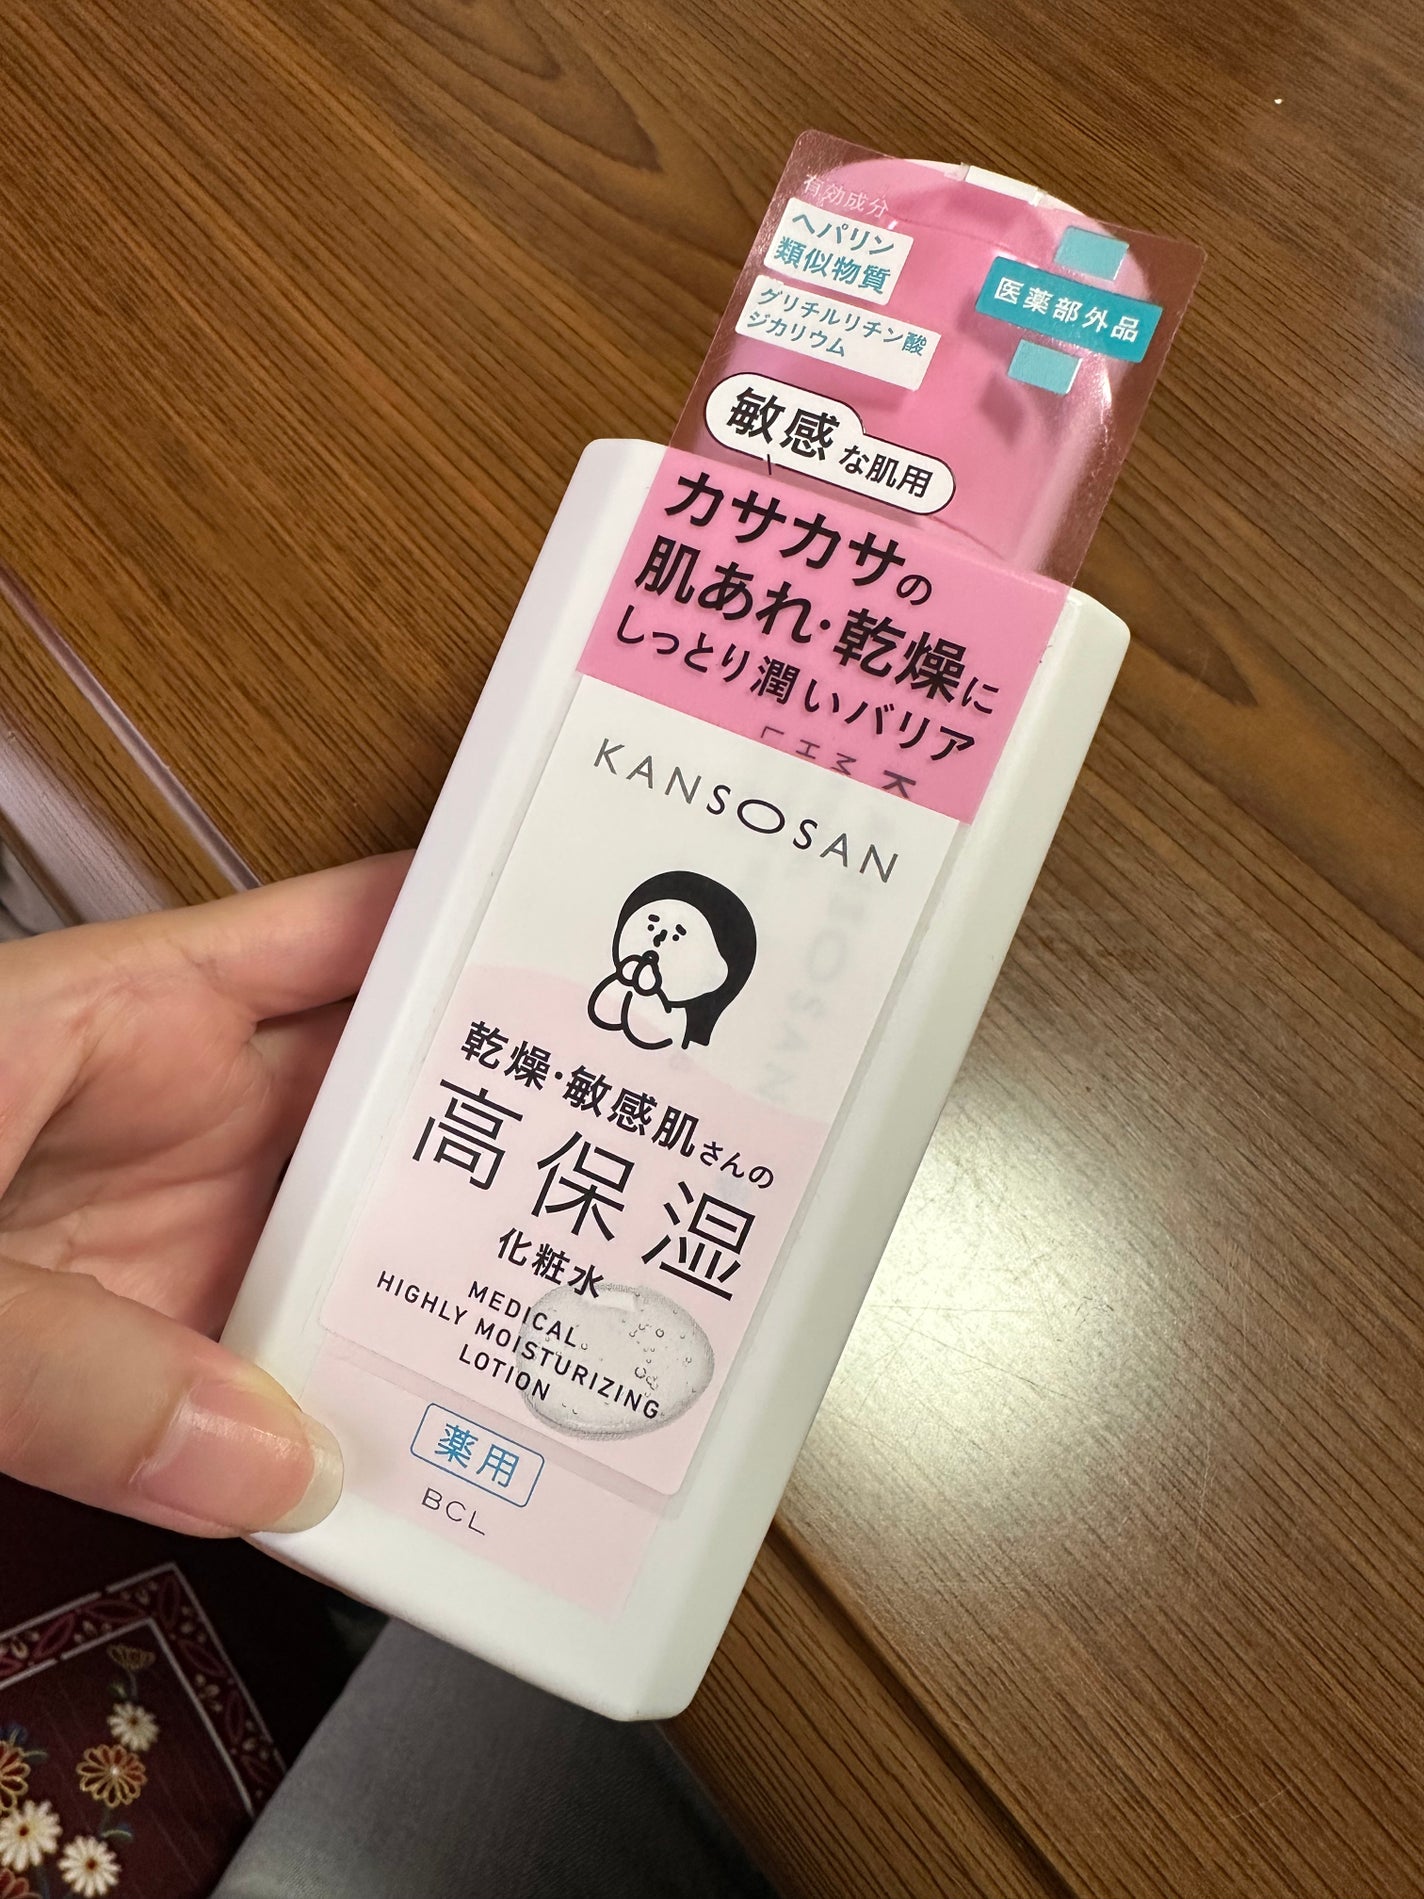 有効成分
ヘパリン
類似物質
グリチルリチン酸
ジカリウム
医薬部外品
敏感な肌用
カサカサの
肌あれ・乾燥に
しっとり潤いバリア
KANSOSAN
乾燥・敏感肌さんの
高保湿
化粧水
MEDICAL
HIGHLY MOISTURIZING
LOTION
薬用
BCL